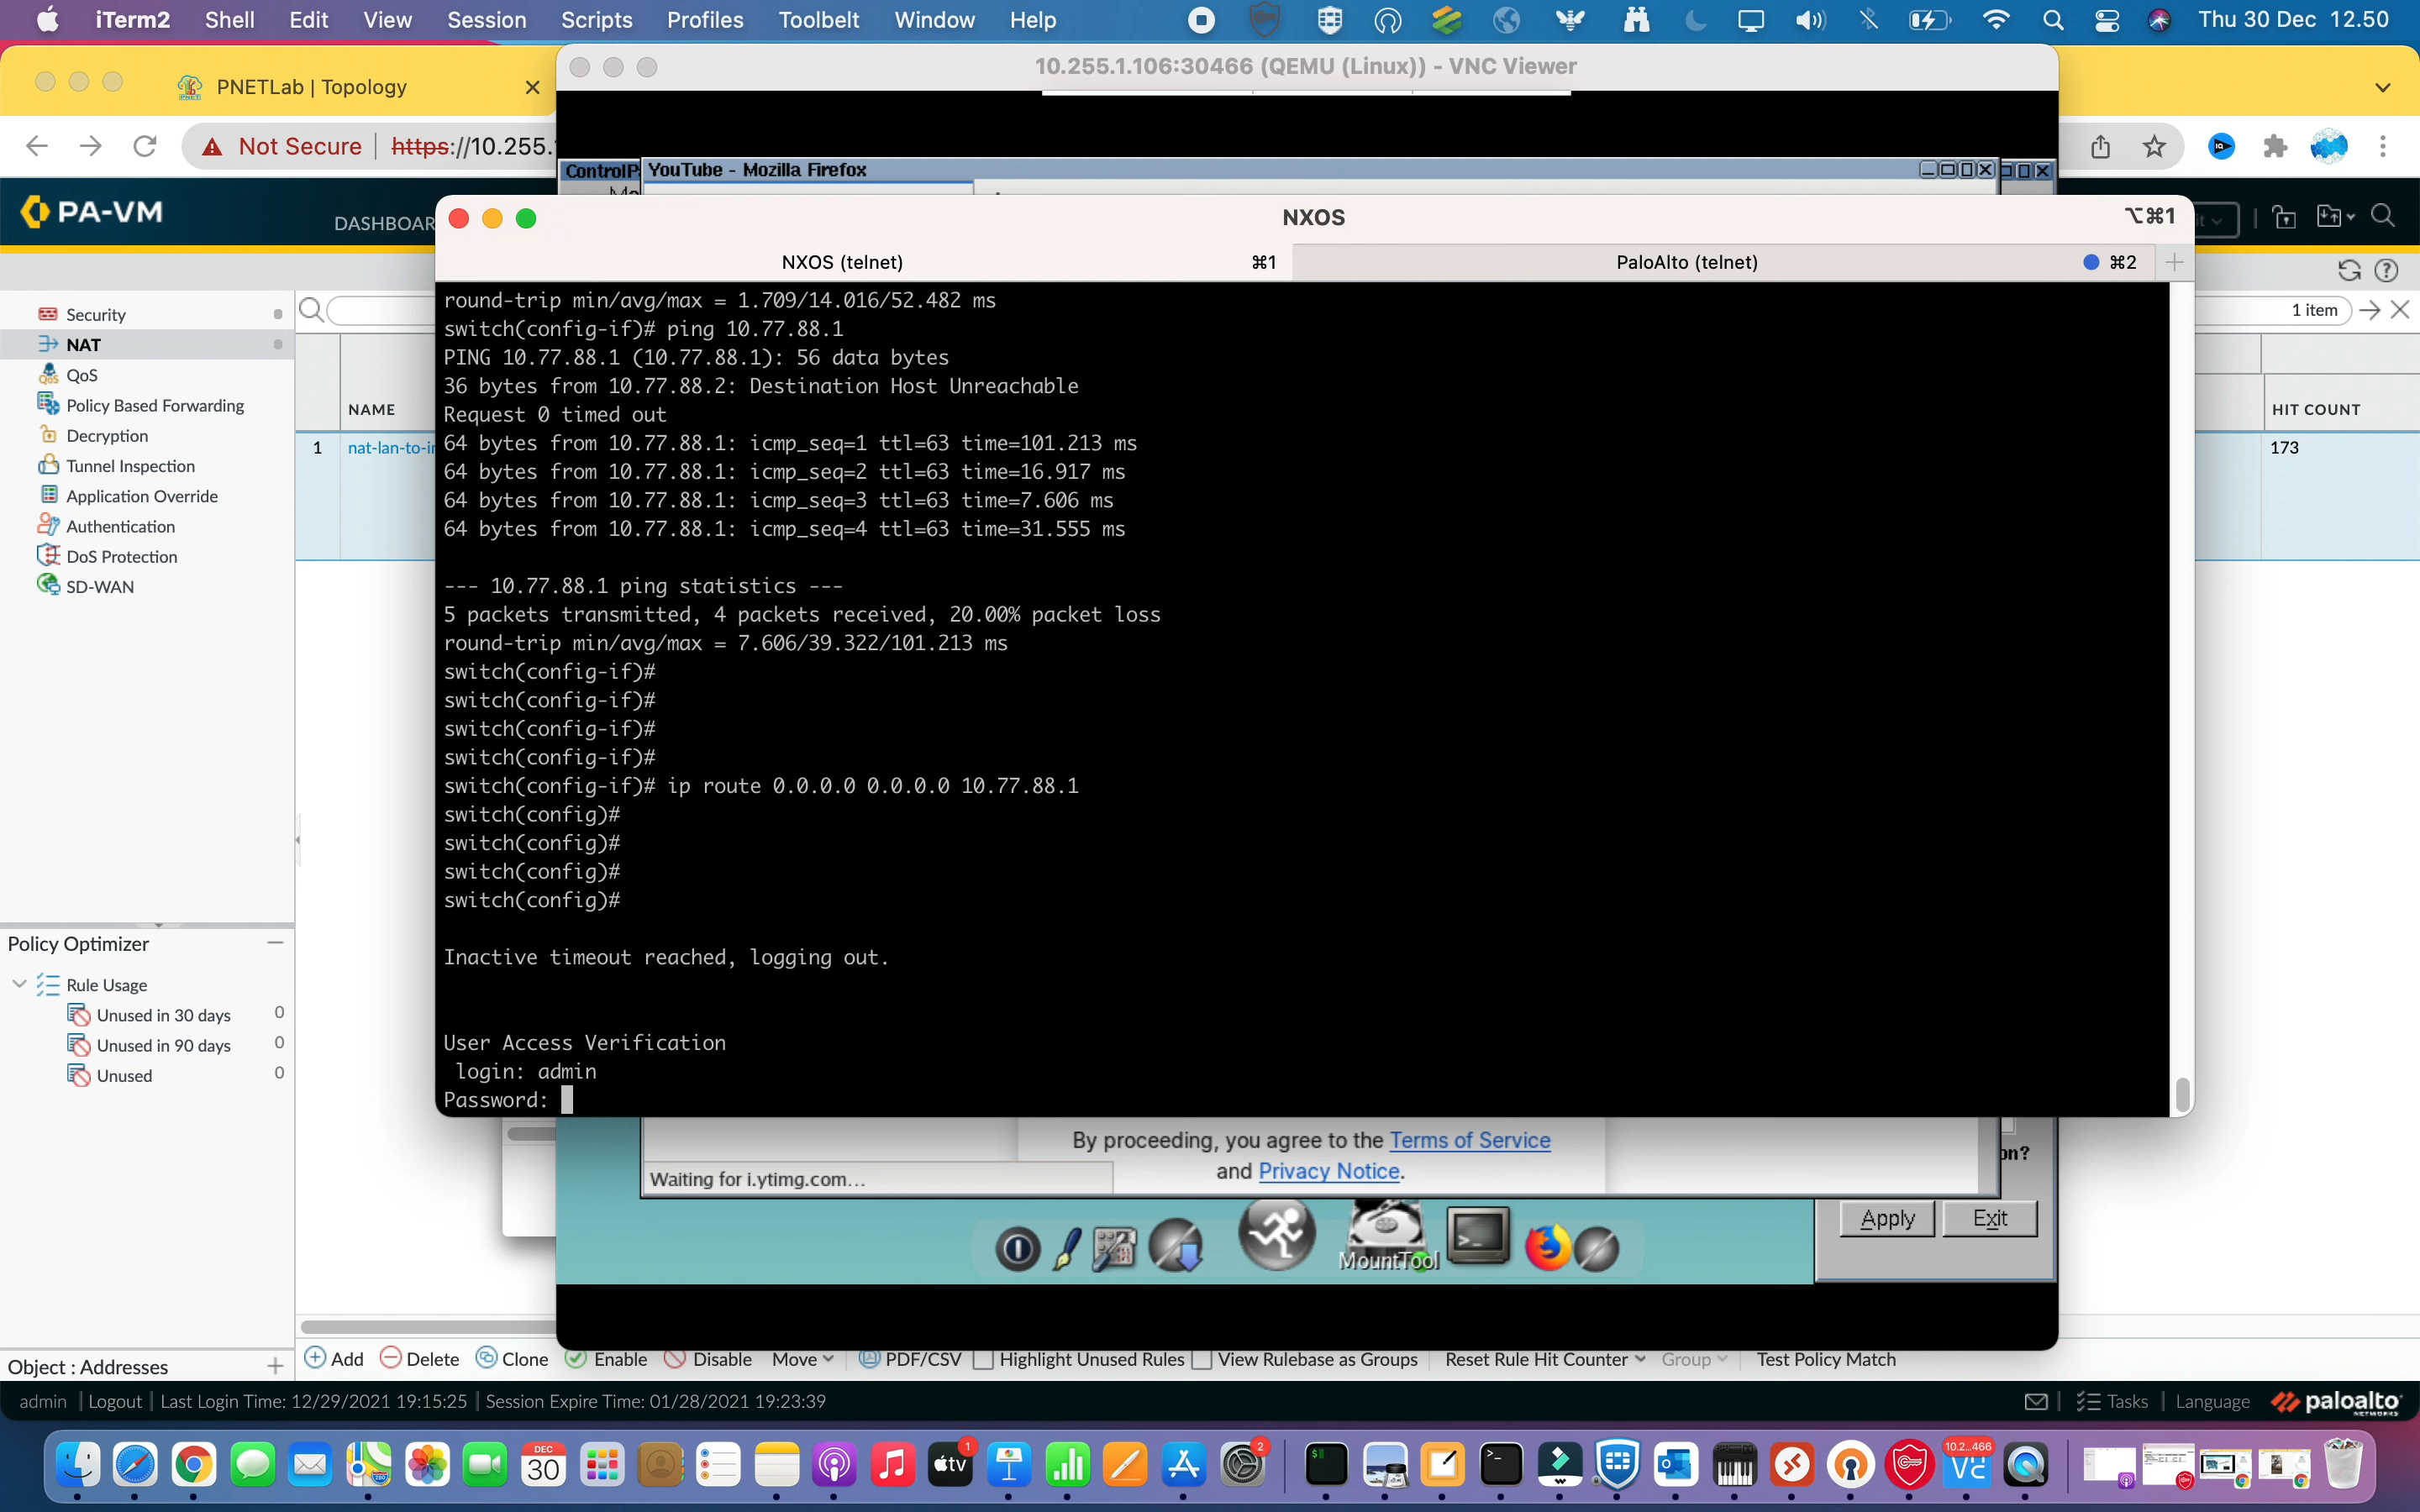 iTerm2 Shell Edit View Session Scripts Profiles Toolbelt Window Help Thu 30 Dec 12.50
PNETLab | Topology
10.255.1.106:30466 (QEMU (Linux)) - VNC Viewer
Not Secure https://10.255.
YouTube - Mozilla Firefox
PA-VM
NXOS
⌥⌘1
NXOS (telnet) ⌘1
PaloAlto (telnet) ⌘2
Security
NAT
QoS
Policy Based Forwarding
Decryption
Tunnel Inspection
Application Override
Authentication
DoS Protection
SD-WAN
1 item
NAME
HIT COUNT
1
173
round-trip min/avg/max = 1.709/14.016/52.482 ms
switch(config-if)# ping 10.77.88.1
PING 10.77.88.1 (10.77.88.1): 56 data bytes
36 bytes from 10.77.88.2: Destination Host Unreachable
Request 0 timed out
64 bytes from 10.77.88.1: icmp_seq=1 ttl=63 time=101.213 ms
64 bytes from 10.77.88.1: icmp_seq=2 ttl=63 time=16.917 ms
64 bytes from 10.77.88.1: icmp_seq=3 ttl=63 time=7.606 ms
64 bytes from 10.77.88.1: icmp_seq=4 ttl=63 time=31.555 ms
--- 10.77.88.1 ping statistics ---
5 packets transmitted, 4 packets received, 20.00% packet loss
round-trip min/avg/max = 7.606/39.322/101.213 ms
switch(config-if)#
switch(config-if)#
switch(config-if)#
switch(config-if)#
switch(config-if)# ip route 0.0.0.0 0.0.0.0 10.77.88.1
switch(config)#
switch(config)#
switch(config)#
switch(config)#
Inactive timeout reached, logging out.
User Access Verification
login: admin
Password:
Policy Optimizer
Rule Usage
Unused in 30 days 0
Unused in 90 days 0
Unused 0
By proceeding, you agree to the Terms of Service
and Privacy Notice.
Waiting for i.ytimg.com...
on?
Apply Exit
MountTool
Object : Addresses
Add Delete Clone Enable Disable Move PDF/CSV Highlight Unused Rules View Rulebase as Groups Reset Rule Hit Counter Group Test Policy Match
admin | Logout | Last Login Time: 12/29/2021 19:15:25 | Session Expire Time: 01/28/2021 19:23:39
Tasks | Language paloalto NETWORKS
DEC
30
tv
1
2
10.2...466